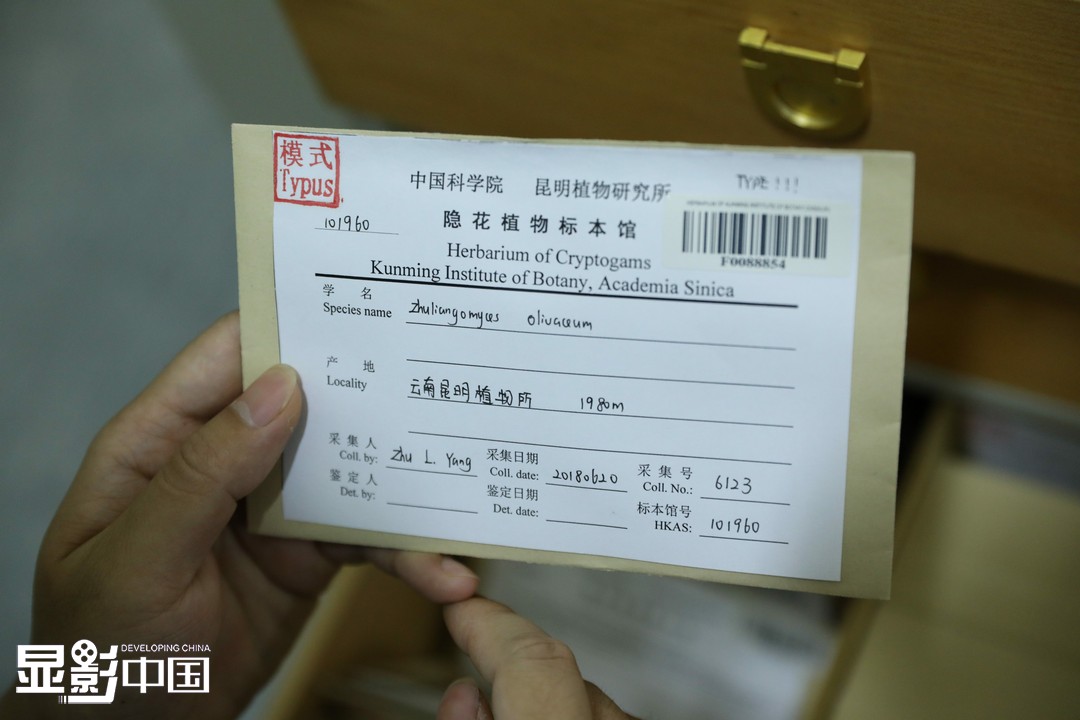 模式
Typus
101960
中国科学院 昆明植物研究所
隐花植物标本馆
Herbarium of Cryptogams
Kunming Institute of Botany, Academia Sinica
TYPE!!!
F0088854
学 名
Species name Zhuliangomyces olivaceum
产 地
Locality 云南昆明植物所 1980m
采集人
Coll. by: Zhu L. Yang
采集日期
Coll. date: 20180620
采集号
Coll. No.: 6123
鉴定人
Det. by:
鉴定日期
Det. date:
标本馆号
HKAS: 101960
显影中国
DEVELOPING CHINA